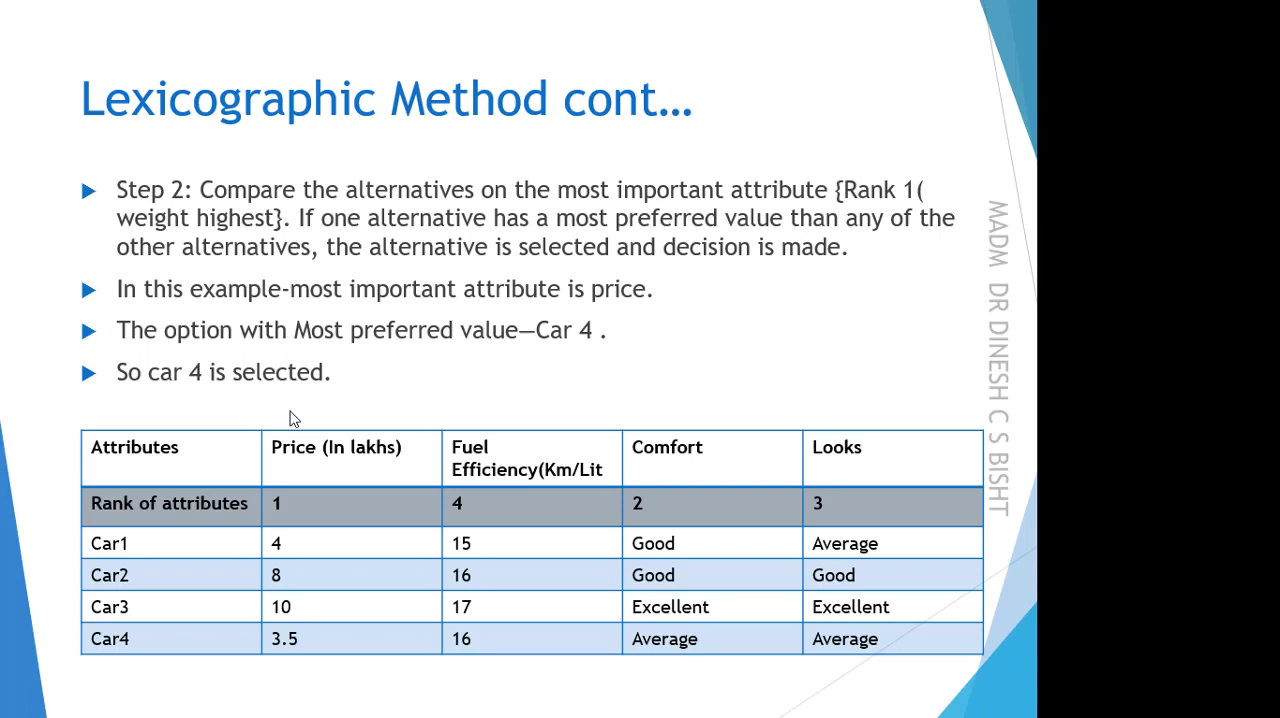 Lexicographic Method cont...
Step 2: Compare the alternatives on the most important attribute {Rank 1(
weight highest}. If one alternative has a most preferred value than any of the
other alternatives, the alternative is selected and decision is made.
In this example-most important attribute is price.
The option with Most preferred value—Car 4 .
So car 4 is selected.
Attributes Price (In lakhs) Fuel Efficiency(Km/Lit Comfort Looks
Rank of attributes 1 4 2 3
Car1 4 15 Good Average
Car2 8 16 Good Good
Car3 10 17 Excellent Excellent
Car4 3.5 16 Average Average
MADM DR DINESH C S BISHT